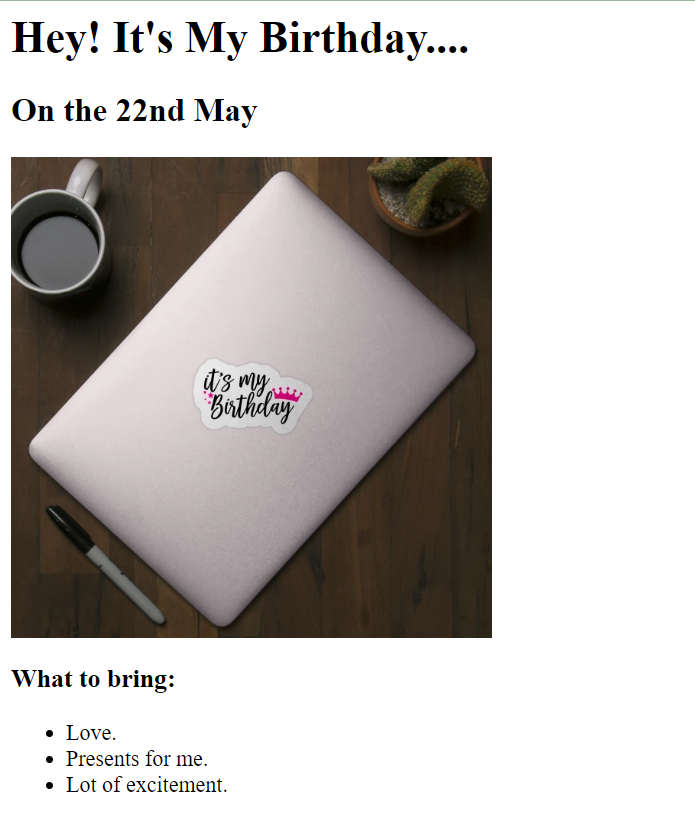 Hey! It's My Birthday....
On the 22nd May
it's my
Birthday
What to bring:
Love.
Presents for me.
Lot of excitement.